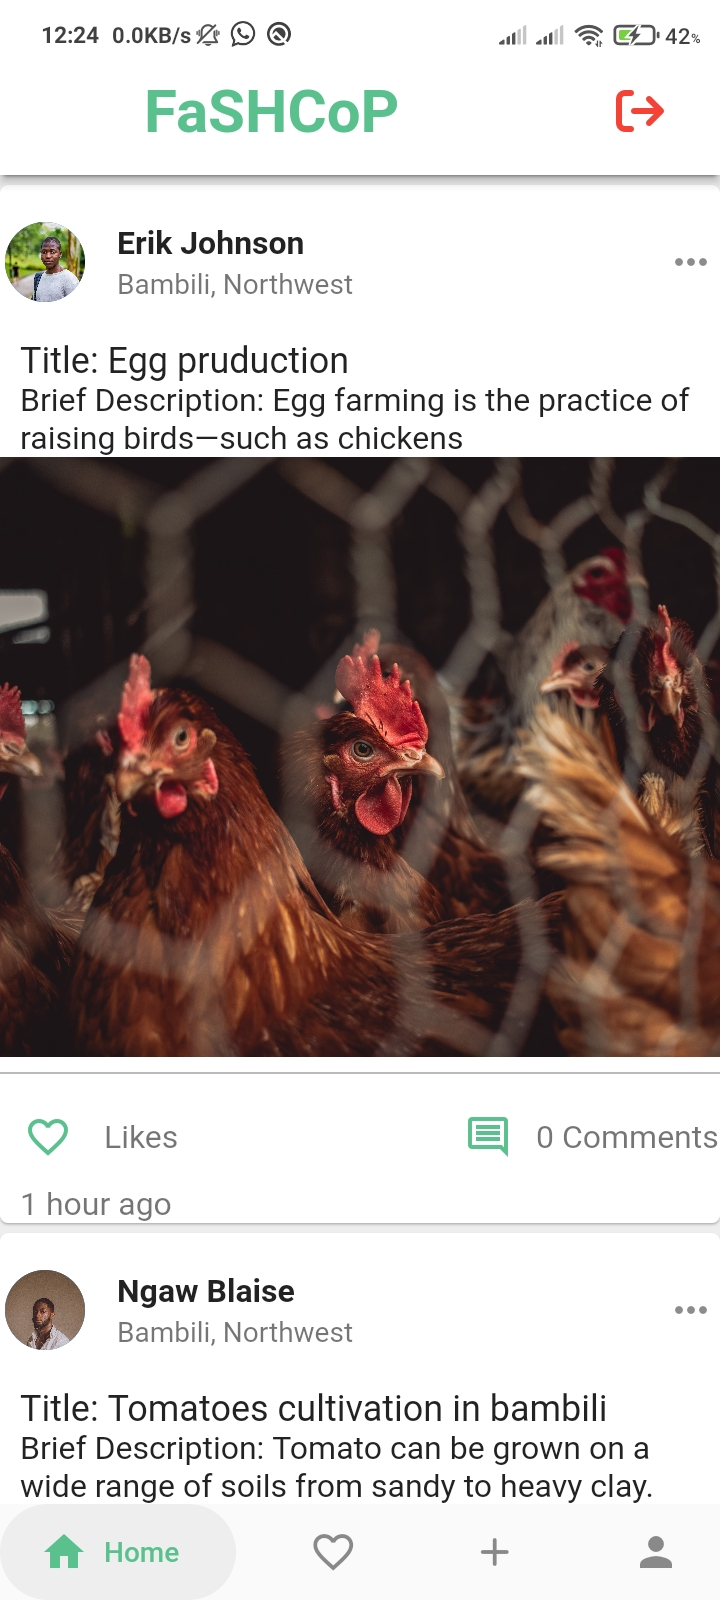 12:24 0.0KB/s 42%
FaSHCoP
Erik Johnson
Bambili, Northwest
Title: Egg pruduction
Brief Description: Egg farming is the practice of
raising birds—such as chickens
Likes 0 Comments
1 hour ago
Ngaw Blaise
Bambili, Northwest
Title: Tomatoes cultivation in bambili
Brief Description: Tomato can be grown on a
wide range of soils from sandy to heavy clay.
Home